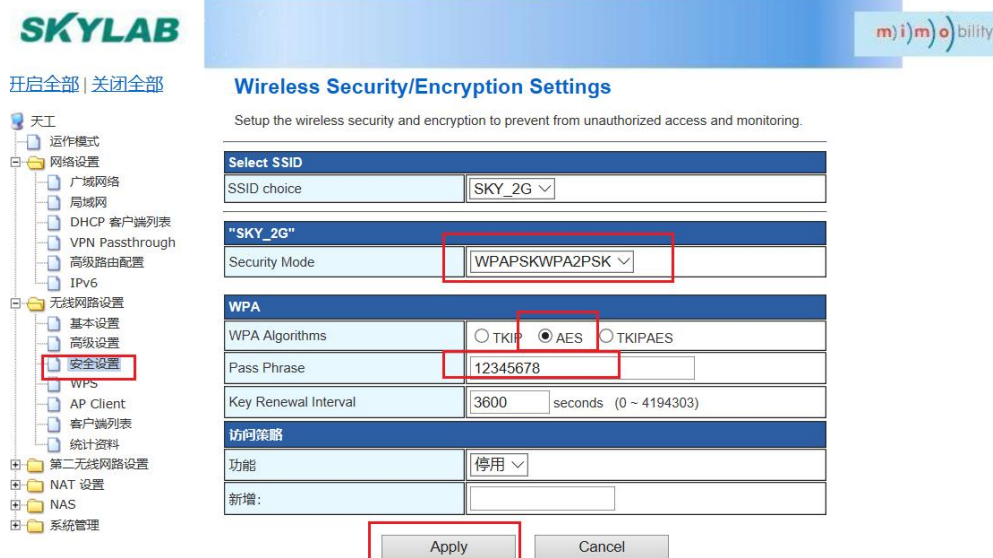 SKYLAB
m)i)m)o)bility
开启全部 | 关闭全部
天工
运作模式
网络设置
广域网络
局域网
DHCP 客户端列表
VPN Passthrough
高级路由配置
IPv6
无线网路设置
基本设置
高级设置
安全设置
WPS
AP Client
客户端列表
统计资料
第二无线网路设置
NAT 设置
NAS
系统管理
Wireless Security/Encryption Settings
Setup the wireless security and encryption to prevent from unauthorized access and monitoring.
Select SSID
SSID choice SKY_2G
"SKY_2G"
Security Mode WPAPSKWPA2PSK
WPA
WPA Algorithms TKIP AES TKIPAES
Pass Phrase 12345678
Key Renewal Interval 3600 seconds (0 ~ 4194303)
访问策略
功能 停用
新增:
Apply Cancel